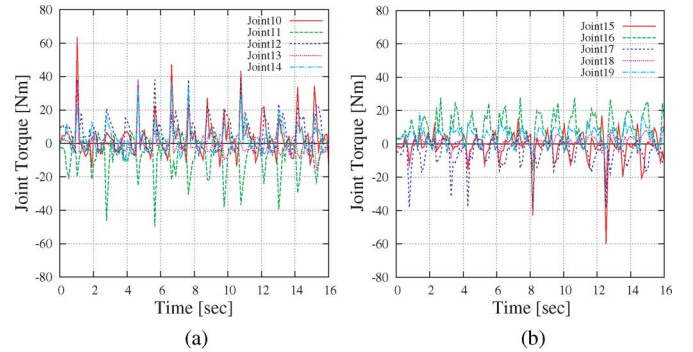 Joint Torque [Nm]
80
60
40
20
0
-20
-40
-60
-80
0 2 4 6 8 10 12 14 16
Time [sec]
Joint10
Joint11
Joint12
Joint13
Joint14
(a)
Joint Torque [Nm]
80
60
40
20
0
-20
-40
-60
-80
0 2 4 6 8 10 12 14 16
Time [sec]
Joint15
Joint16
Joint17
Joint18
Joint19
(b)